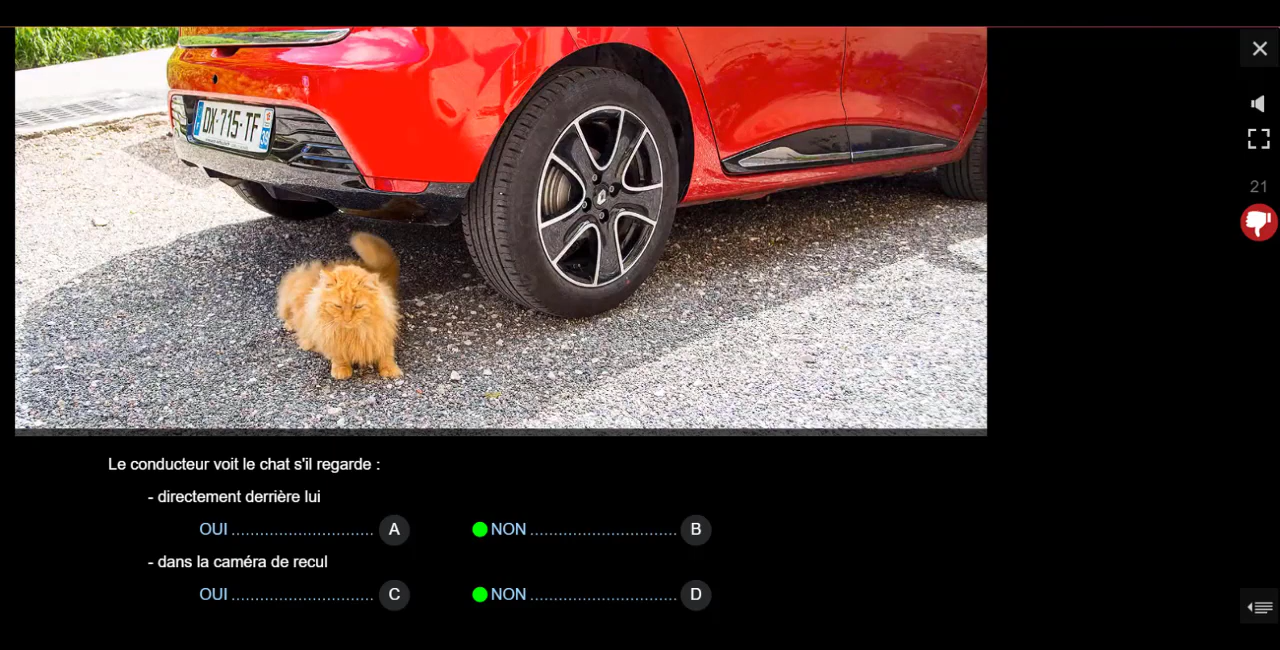 DX-715-TF
21
Le conducteur voit le chat s'il regarde :
- directement derrière lui
OUI ............................. A NON ............................... B
- dans la caméra de recul
OUI ............................. C NON ............................... D